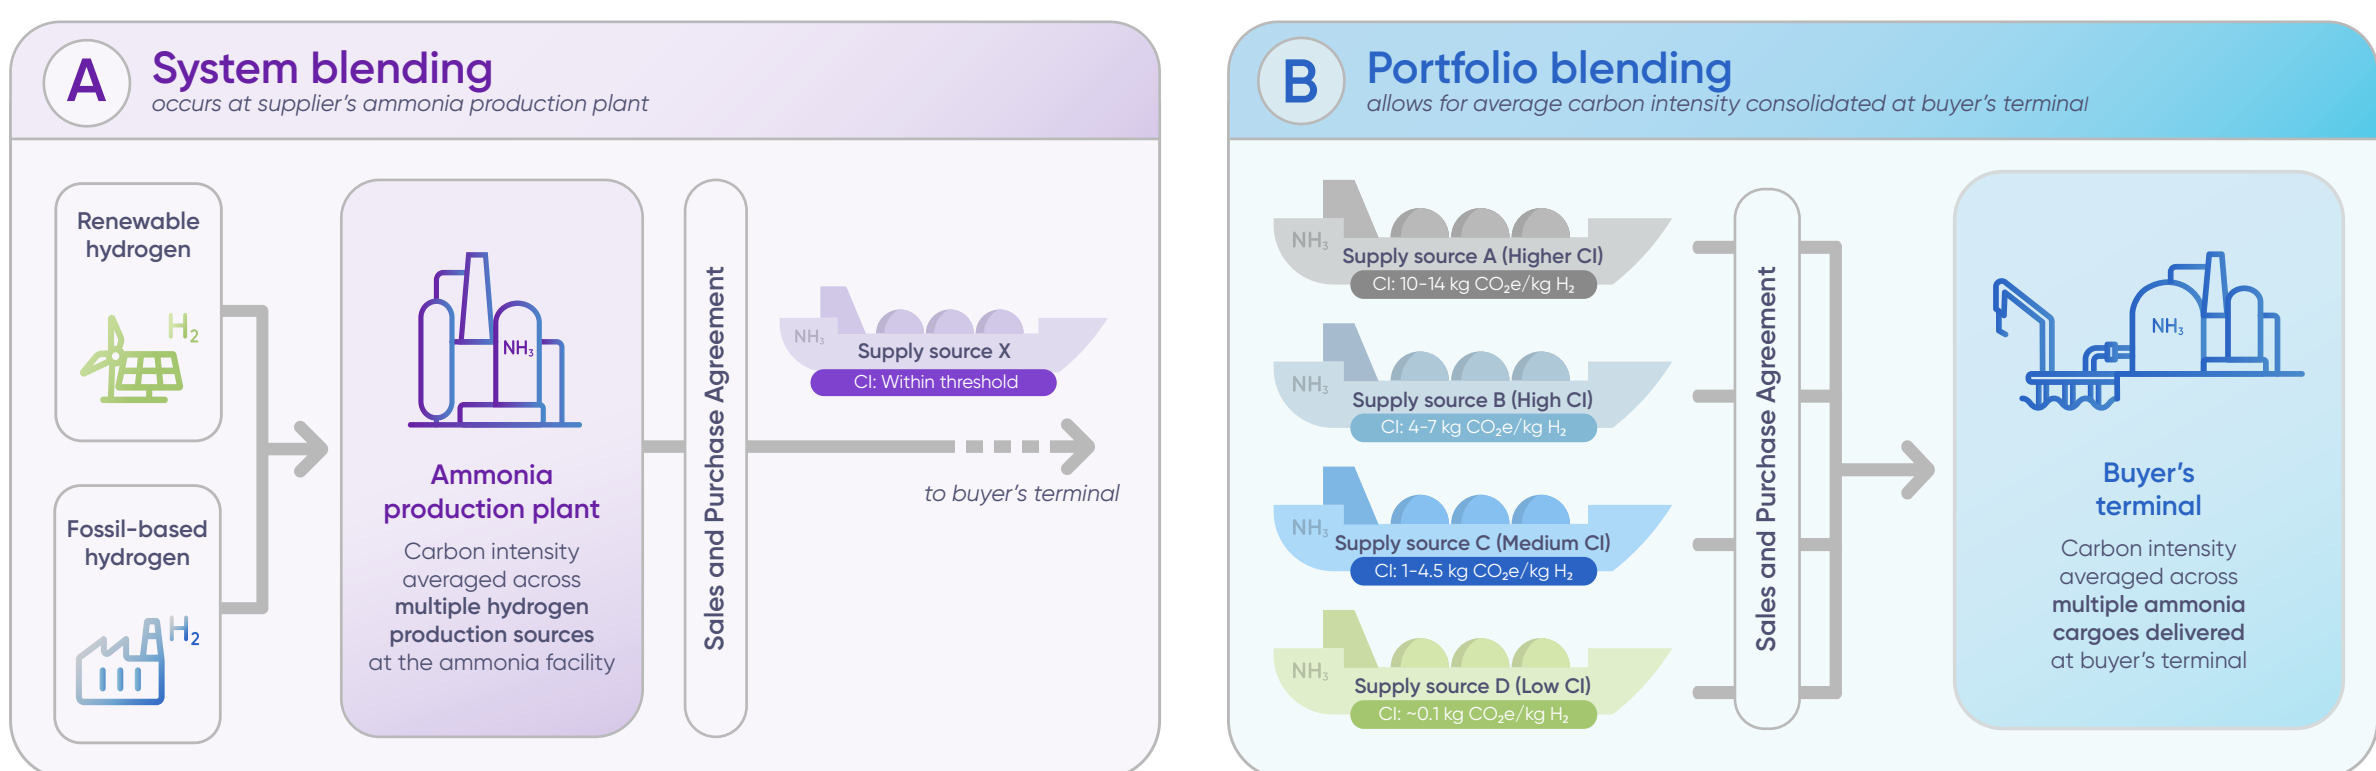 A
System blending
occurs at supplier's ammonia production plant
Renewable
hydrogen
H₂
Fossil-based
hydrogen
H₂
NH₃
Ammonia
production plant
Carbon intensity
averaged across
multiple hydrogen
production sources
at the ammonia facility
Sales and Purchase Agreement
NH₃
Supply source X
CI: Within threshold
to buyer's terminal
B
Portfolio blending
allows for average carbon intensity consolidated at buyer's terminal
NH₃
Supply source A (Higher CI)
CI: 10-14 kg CO₂e/kg H₂
NH₃
Supply source B (High CI)
CI: 4-7 kg CO₂e/kg H₂
NH₃
Supply source C (Medium CI)
CI: 1-4.5 kg CO₂e/kg H₂
NH₃
Supply source D (Low CI)
CI: ~0.1 kg CO₂e/kg H₂
Sales and Purchase Agreement
NH₃
Buyer's
terminal
Carbon intensity
averaged across
multiple ammonia
cargoes delivered
at buyer's terminal